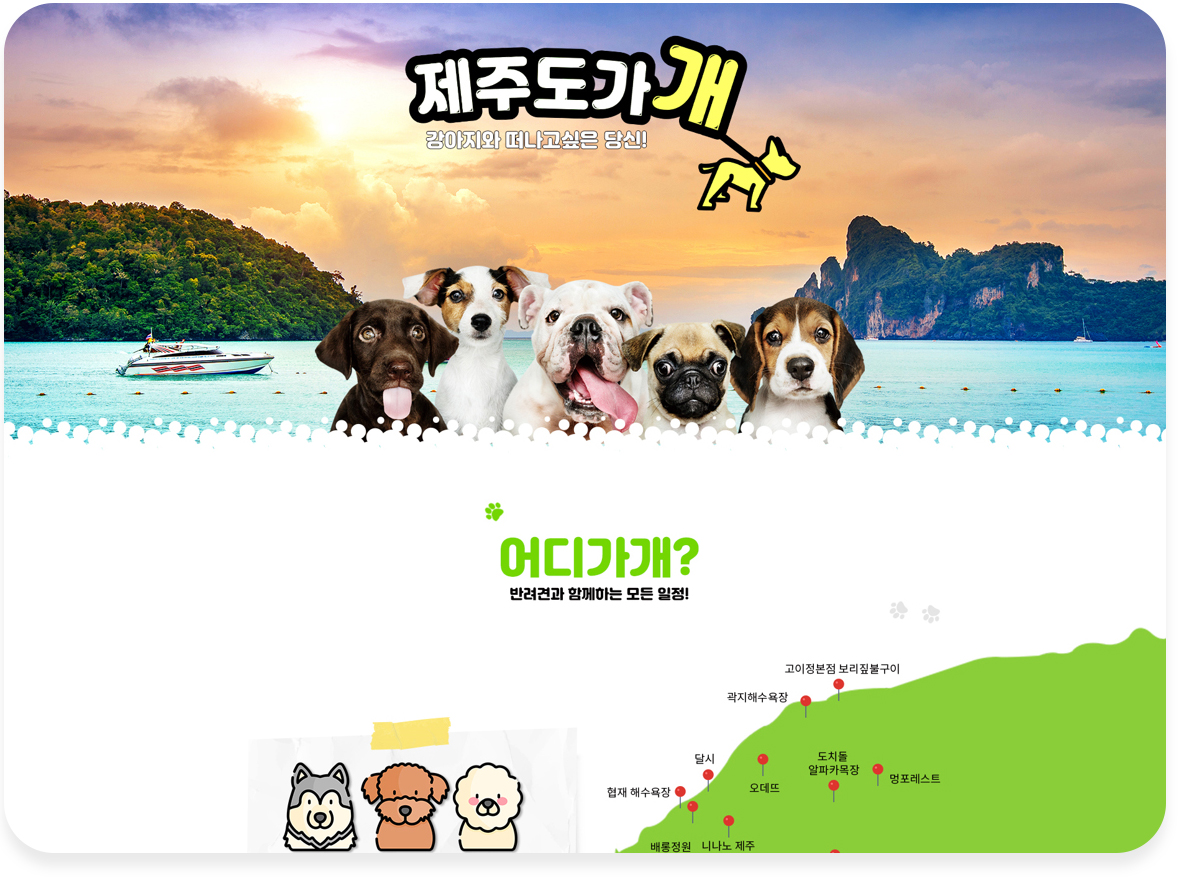 제주도가개
강아지와 떠나고싶은 당신!
어디가개?
반려견과 함께하는 모든 일정!
고이정본점 보리짚불구이
곽지해수욕장
달시
오데뜨
도치돌
알파카목장
멍포레스트
협재 해수욕장
배롱정원
니나노 제주